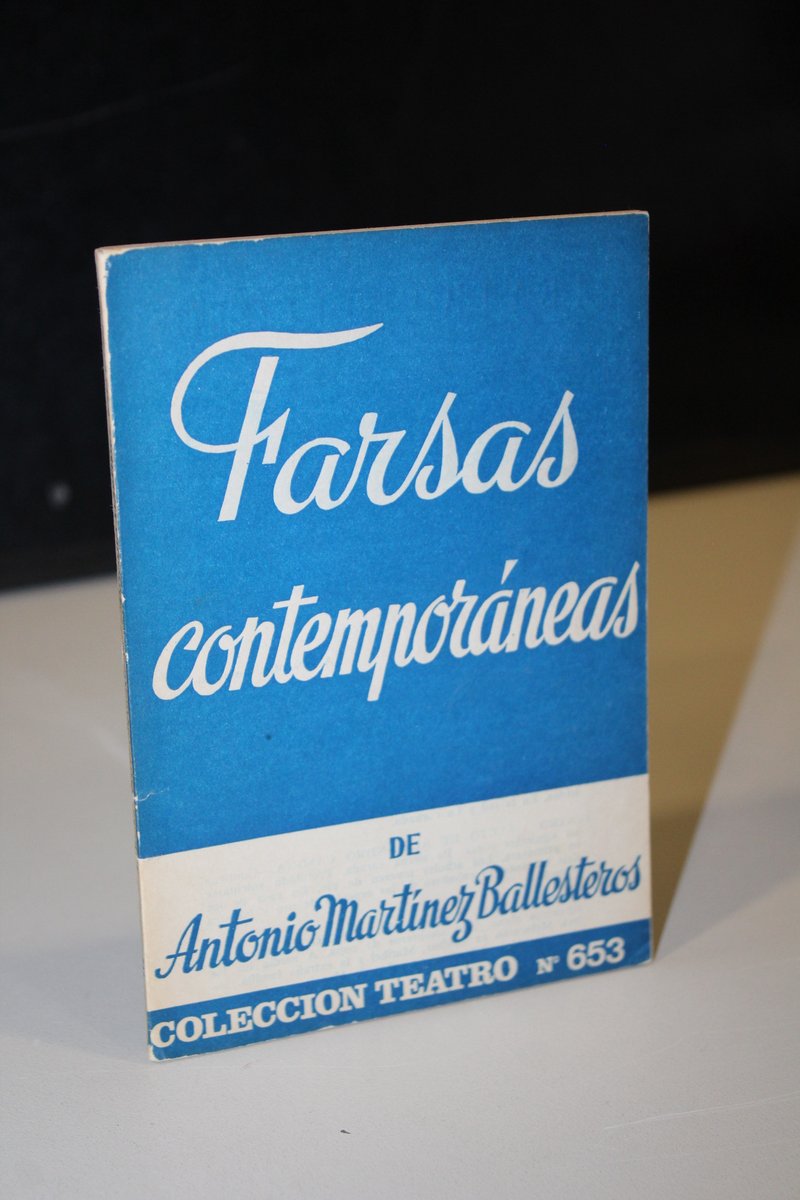 Farsas
contemporáneas
DE
Antonio Martínez Ballesteros
COLECCION TEATRO Nº 653